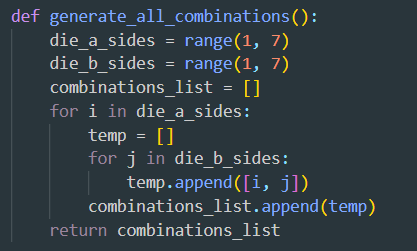 def generate_all_combinations():
    die_a_sides = range(1, 7)
    die_b_sides = range(1, 7)
    combinations_list = []
    for i in die_a_sides:
        temp = []
        for j in die_b_sides:
            temp.append([i, j])
        combinations_list.append(temp)
    return combinations_list